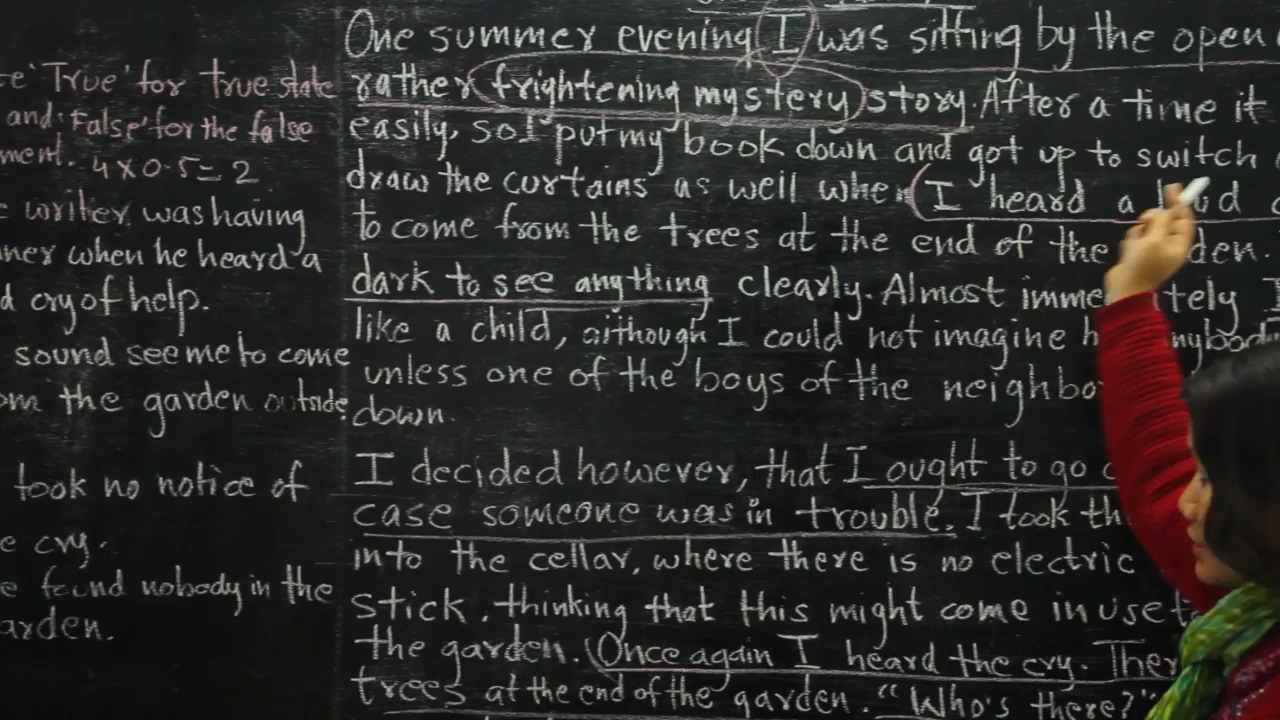 te 'True' for true state
and 'False' for the false
ment. 4 x 0.5 = 2
e writer was having
ner when he heard a
d cry of help.
sound seeme to come
om the garden outside.
took no notice of
e cry.
e found nobody in the
arden.
One summer evening I was sitting by the open
rather frightening mystery story. After a time it
easily, so I put my book down and got up to switch
draw the curtains as well when I heard a loud
to come from the trees at the end of the den.
dark to see anything clearly. Almost imme tely I
like a child, although I could not imagine h nybod
unless one of the boys of the neighbo
down.
I decided however, that I ought to go
case someone was in trouble. I took th
into the cellar, where there is no electric
stick, thinking that this might come in use
the garden. Once again I heard the cry. Ther
trees at the end of the garden. "Who's there?"